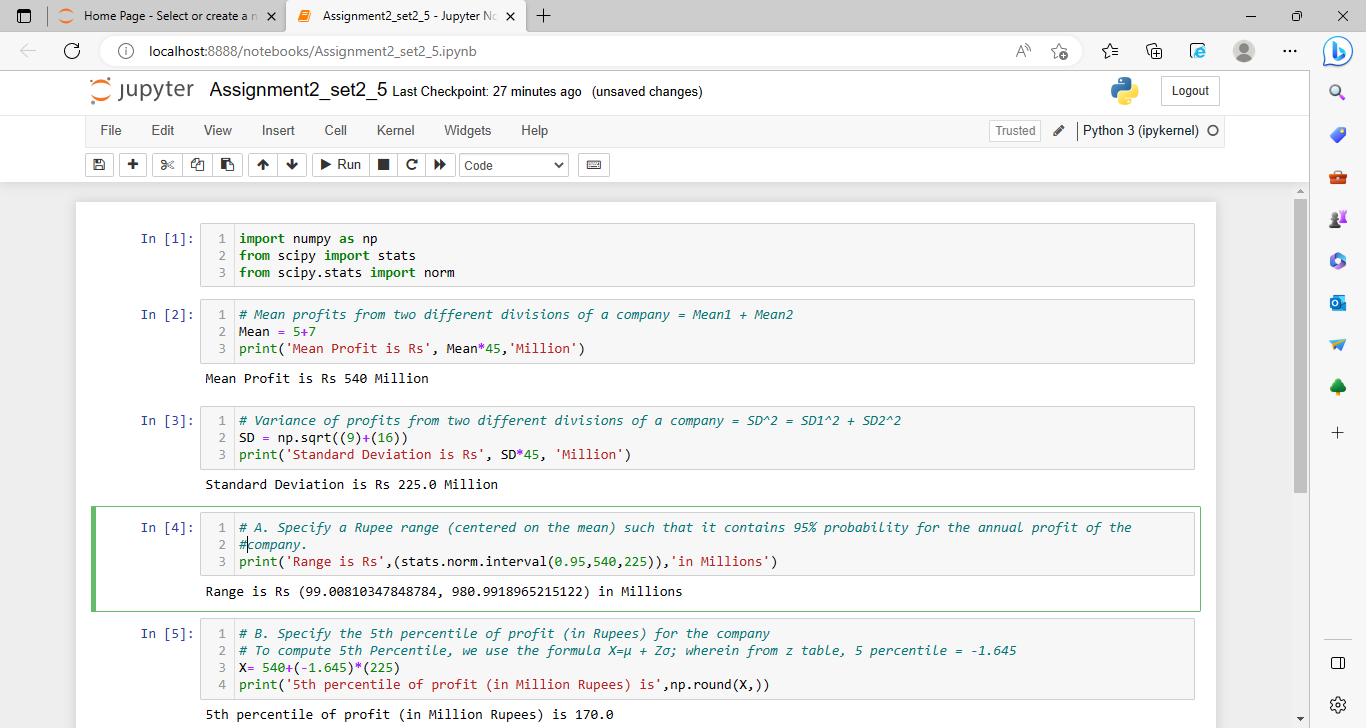 Home Page - Select or create a n
Assignment2_set2_5 - Jupyter No
localhost:8888/notebooks/Assignment2_set2_5.ipynb
jupyter Assignment2_set2_5 Last Checkpoint: 27 minutes ago (unsaved changes)
Logout
File Edit View Insert Cell Kernel Widgets Help
Trusted Python 3 (ipykernel)
Run Code
In [1]:
1 import numpy as np
2 from scipy import stats
3 from scipy.stats import norm
In [2]:
1 # Mean profits from two different divisions of a company = Mean1 + Mean2
2 Mean = 5+7
3 print('Mean Profit is Rs', Mean*45,'Million')
Mean Profit is Rs 540 Million
In [3]:
1 # Variance of profits from two different divisions of a company = SD^2 = SD1^2 + SD2^2
2 SD = np.sqrt((9)+(16))
3 print('Standard Deviation is Rs', SD*45, 'Million')
Standard Deviation is Rs 225.0 Million
In [4]:
1 # A. Specify a Rupee range (centered on the mean) such that it contains 95% probability for the annual profit of the
2 #company.
3 print('Range is Rs',(stats.norm.interval(0.95,540,225)),'in Millions')
Range is Rs (99.00810347848784, 980.9918965215122) in Millions
In [5]:
1 # B. Specify the 5th percentile of profit (in Rupees) for the company
2 # To compute 5th Percentile, we use the formula X=μ + Zσ; wherein from z table, 5 percentile = -1.645
3 X= 540+(-1.645)*(225)
4 print('5th percentile of profit (in Million Rupees) is',np.round(X,))
5th percentile of profit (in Million Rupees) is 170.0